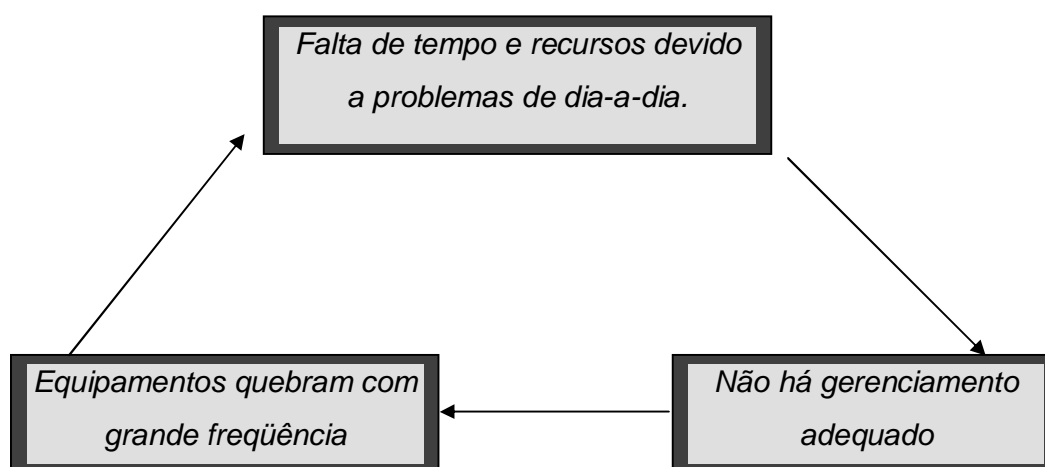 Falta de tempo e recursos devido
a problemas de dia-a-dia.
Equipamentos quebram com
grande freqüência
Não há gerenciamento
adequado